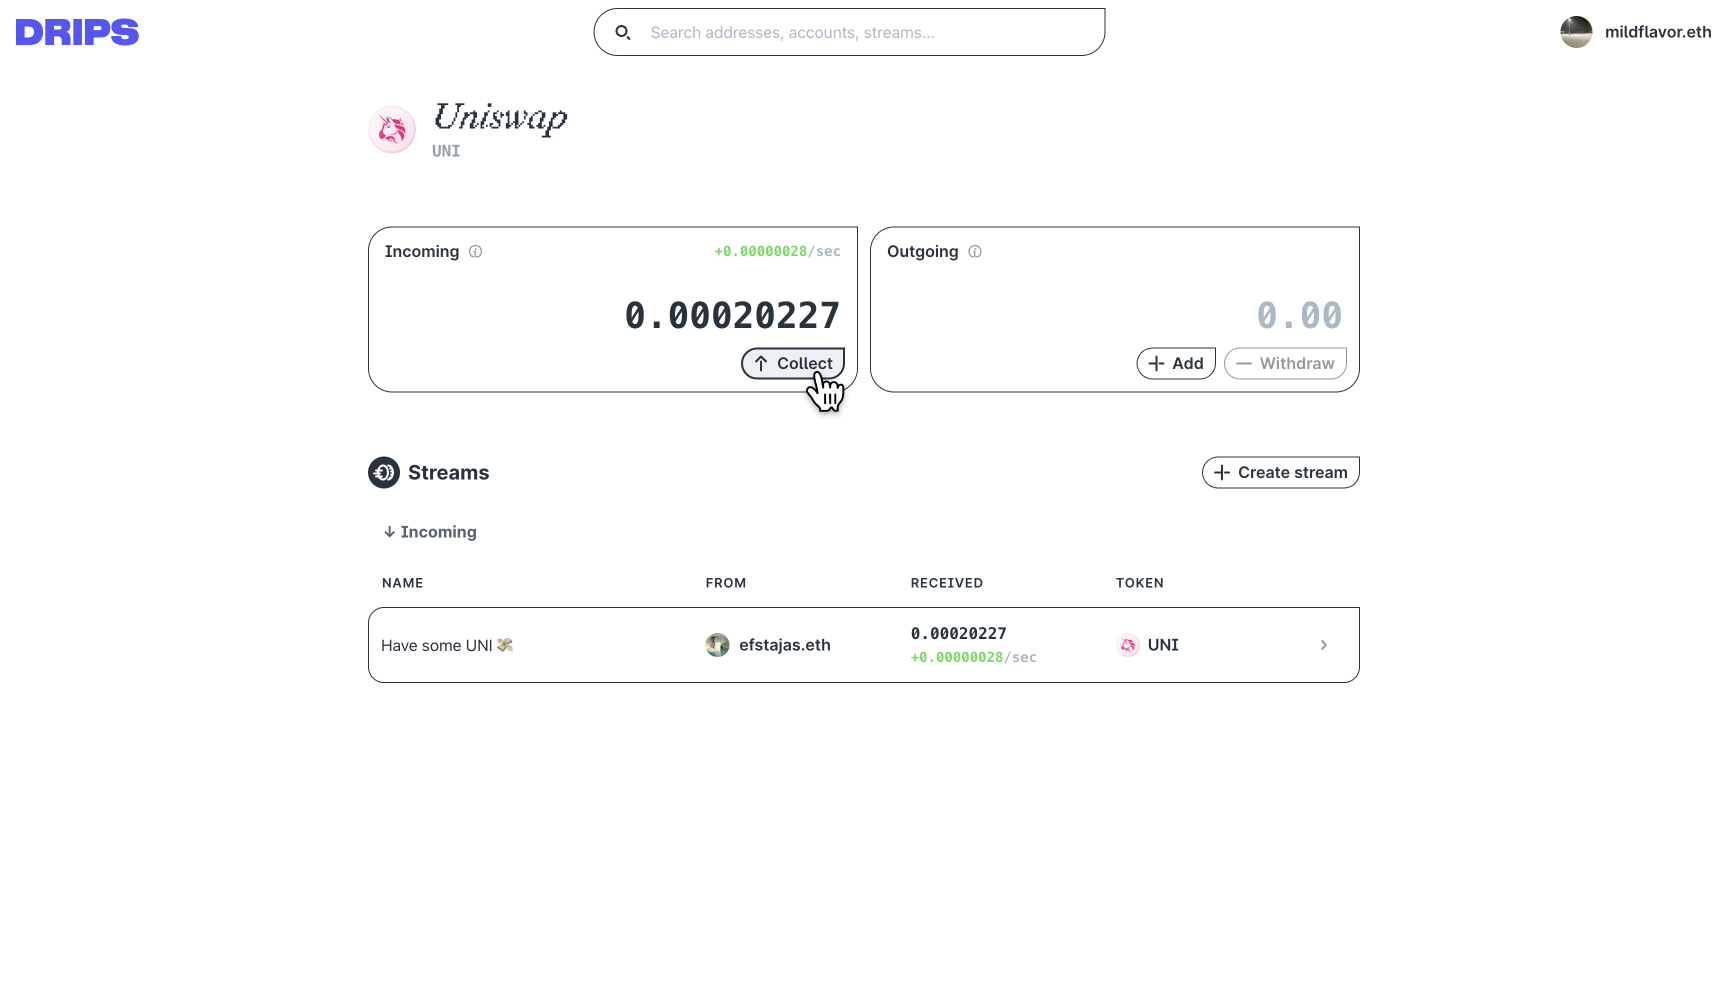 DRIPS
Search addresses, accounts, streams...
mildflavor.eth
Uniswap
UNI
Incoming
+0.00000028/sec
0.00020227
Collect
Outgoing
0.00
Add
Withdraw
Streams
Create stream
Incoming
NAME FROM RECEIVED TOKEN
Have some UNI 💸 efstajas.eth 0.00020227 UNI
+0.00000028/sec